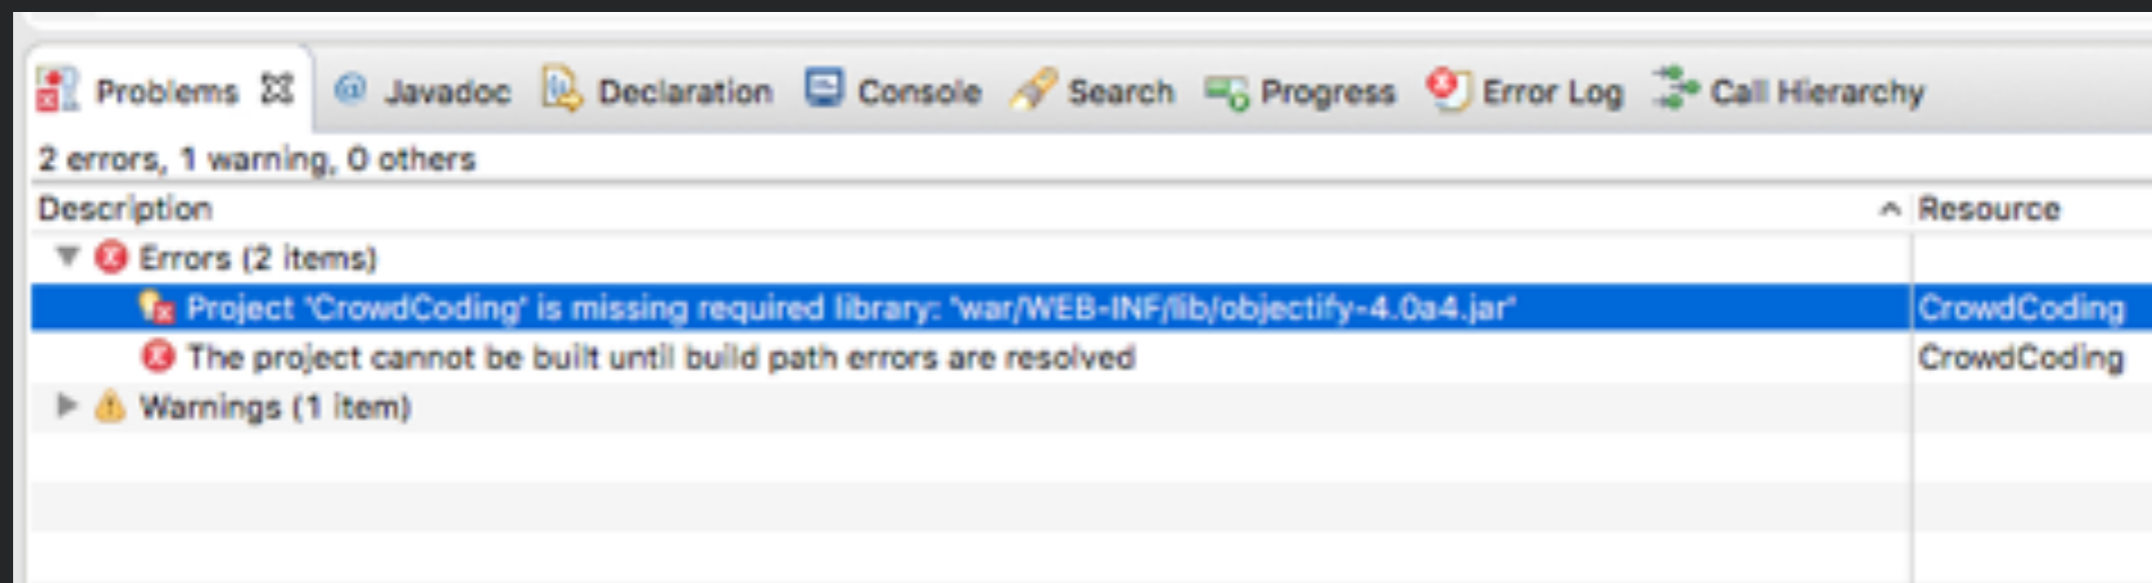 Problems Javadoc Declaration Console Search Progress Error Log Call Hierarchy
2 errors, 1 warning, 0 others
Description Resource
Errors (2 items)
Project 'CrowdCoding' is missing required library: 'war/WEB-INF/lib/objectify-4.0a4.jar' CrowdCoding
The project cannot be built until build path errors are resolved CrowdCoding
Warnings (1 item)